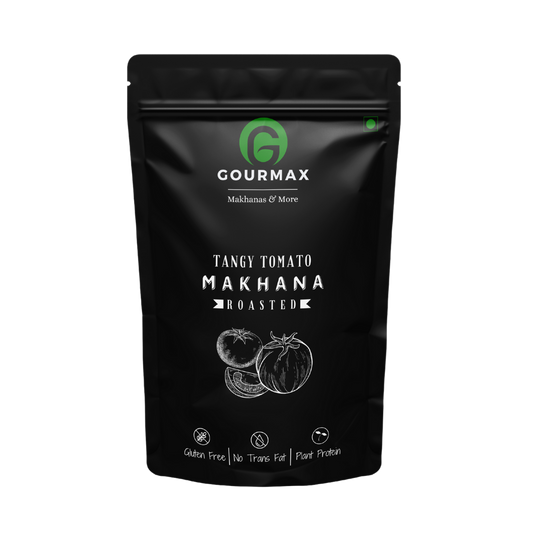 GOURMAX
Makhanas & More
TANGY TOMATO
MAKHANA
ROASTED
Gluten Free | No Trans Fat | Plant Protein